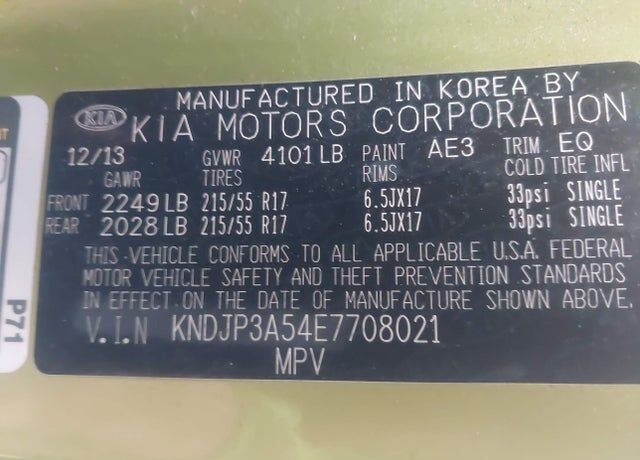 MANUFACTURED IN KOREA BY
KIA KIA MOTORS CORPORATION
12/13 GVWR 4101 LB PAINT AE3 TRIM EQ
GAWR TIRES RIMS COLD TIRE INFL
FRONT 2249 LB 215/55 R17 6.5JX17 33psi SINGLE
REAR 2028 LB 215/55 R17 6.5JX17 33psi SINGLE
THIS VEHICLE CONFORMS TO ALL APPLICABLE U.S.A. FEDERAL
MOTOR VEHICLE SAFETY AND THEFT PREVENTION STANDARDS
IN EFFECT ON THE DATE OF MANUFACTURE SHOWN ABOVE.
V.I.N KNDJP3A54E7708021
MPV
P71